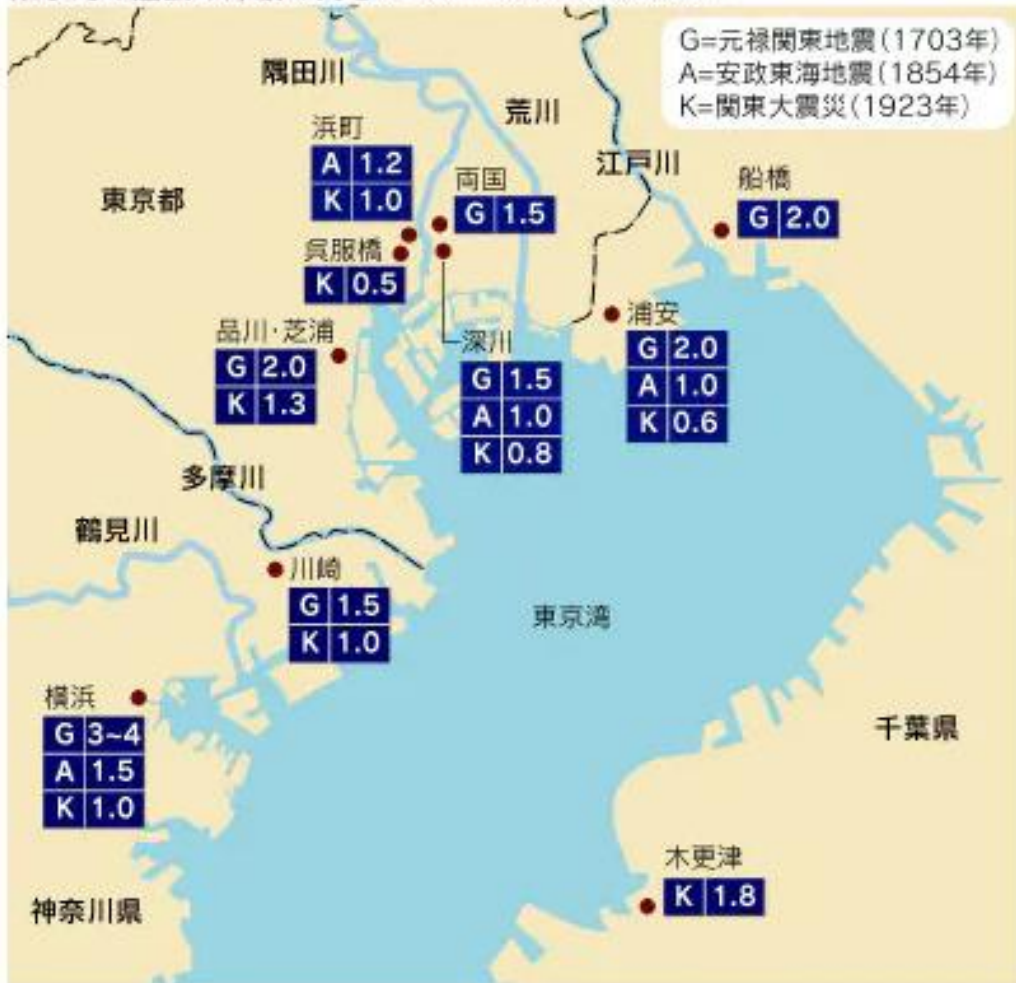 G=元禄関東地震(1703年)
A=安政東海地震(1854年)
K=関東大震災(1923年)
隅田川
荒川
浜町
A 1.2
K 1.0
両国
G 1.5
江戸川
船橋
G 2.0
東京都
呉服橋
K 0.5
浦安
G 2.0
A 1.0
K 0.6
品川·芝浦
G 2.0
K 1.3
深川
G 1.5
A 1.0
K 0.8
多摩川
鶴見川
川崎
G 1.5
K 1.0
東京湾
横浜
G 3~4
A 1.5
K 1.0
千葉県
木更津
K 1.8
神奈川県